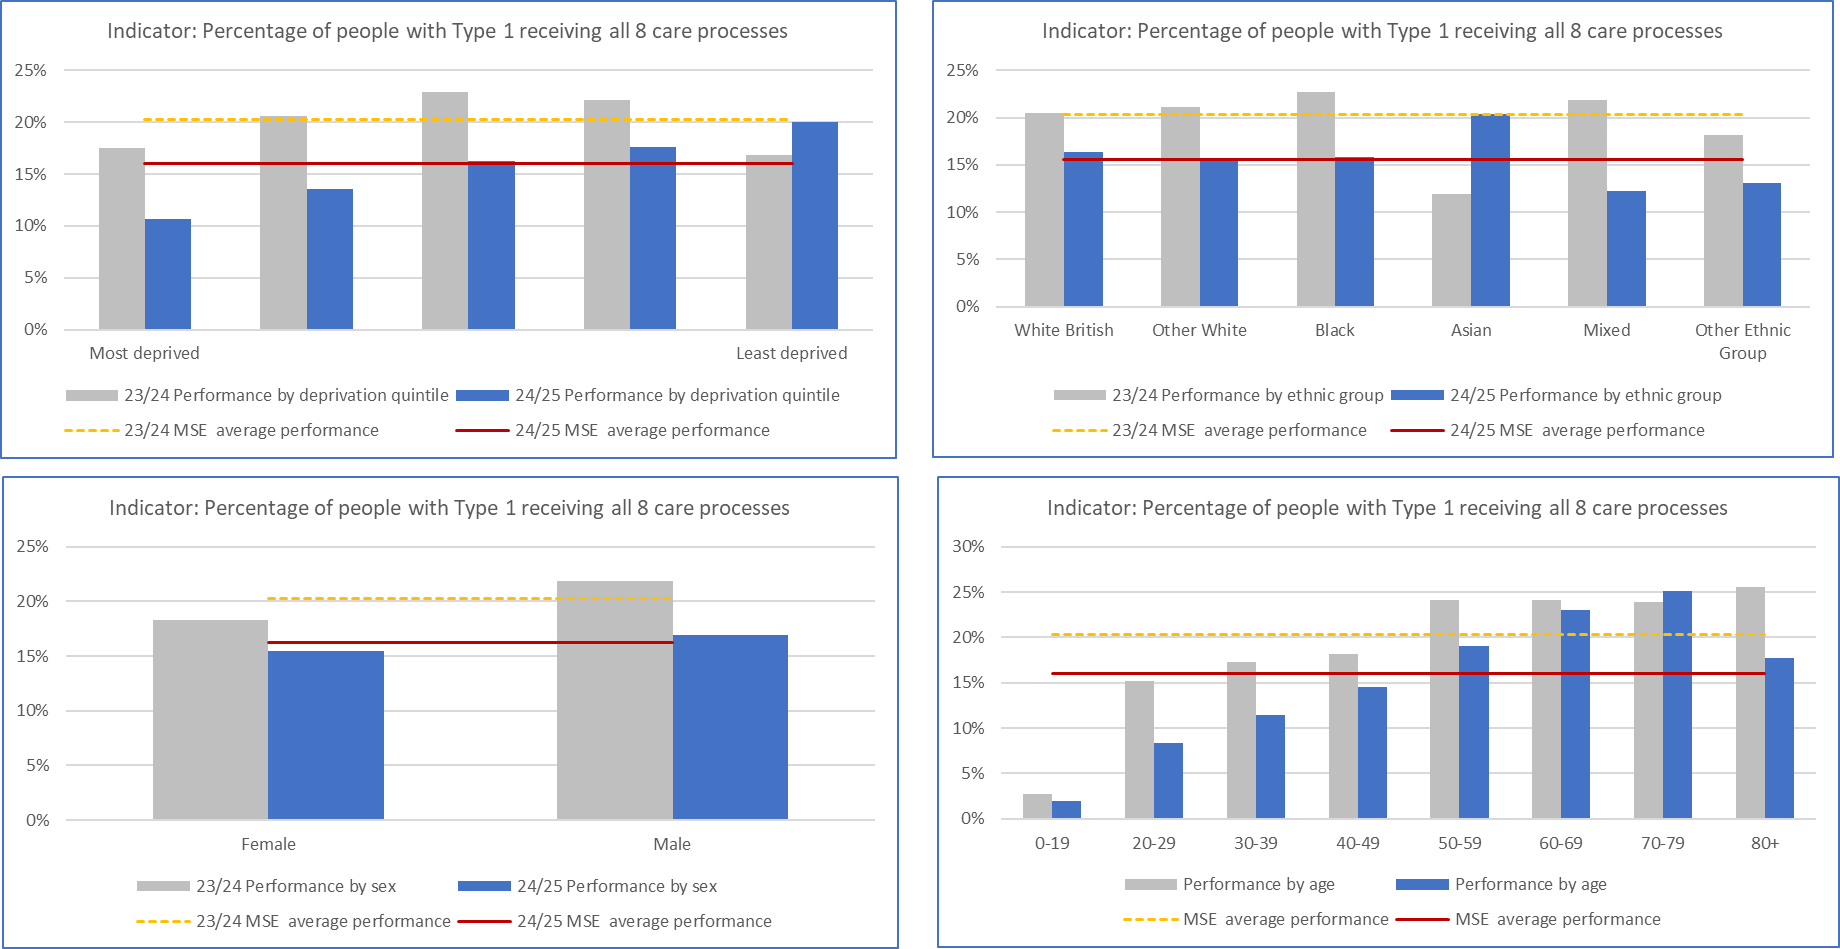 Indicator: Percentage of people with Type 1 receiving all 8 care processes
25%
20%
15%
10%
5%
0%
Most deprived Least deprived
23/24 Performance by deprivation quintile 24/25 Performance by deprivation quintile
23/24 MSE average performance 24/25 MSE average performance
Indicator: Percentage of people with Type 1 receiving all 8 care processes
25%
20%
15%
10%
5%
0%
White British Other White Black Asian Mixed Other Ethnic
Group
23/24 Performance by ethnic group 24/25 Performance by ethnic group
23/24 MSE average performance 24/25 MSE average performance
Indicator: Percentage of people with Type 1 receiving all 8 care processes
25%
20%
15%
10%
5%
0%
Female Male
23/24 Performance by sex 24/25 Performance by sex
23/24 MSE average performance 24/25 MSE average performance
Indicator: Percentage of people with Type 1 receiving all 8 care processes
30%
25%
20%
15%
10%
5%
0%
0-19 20-29 30-39 40-49 50-59 60-69 70-79 80+
Performance by age Performance by age
MSE average performance MSE average performance